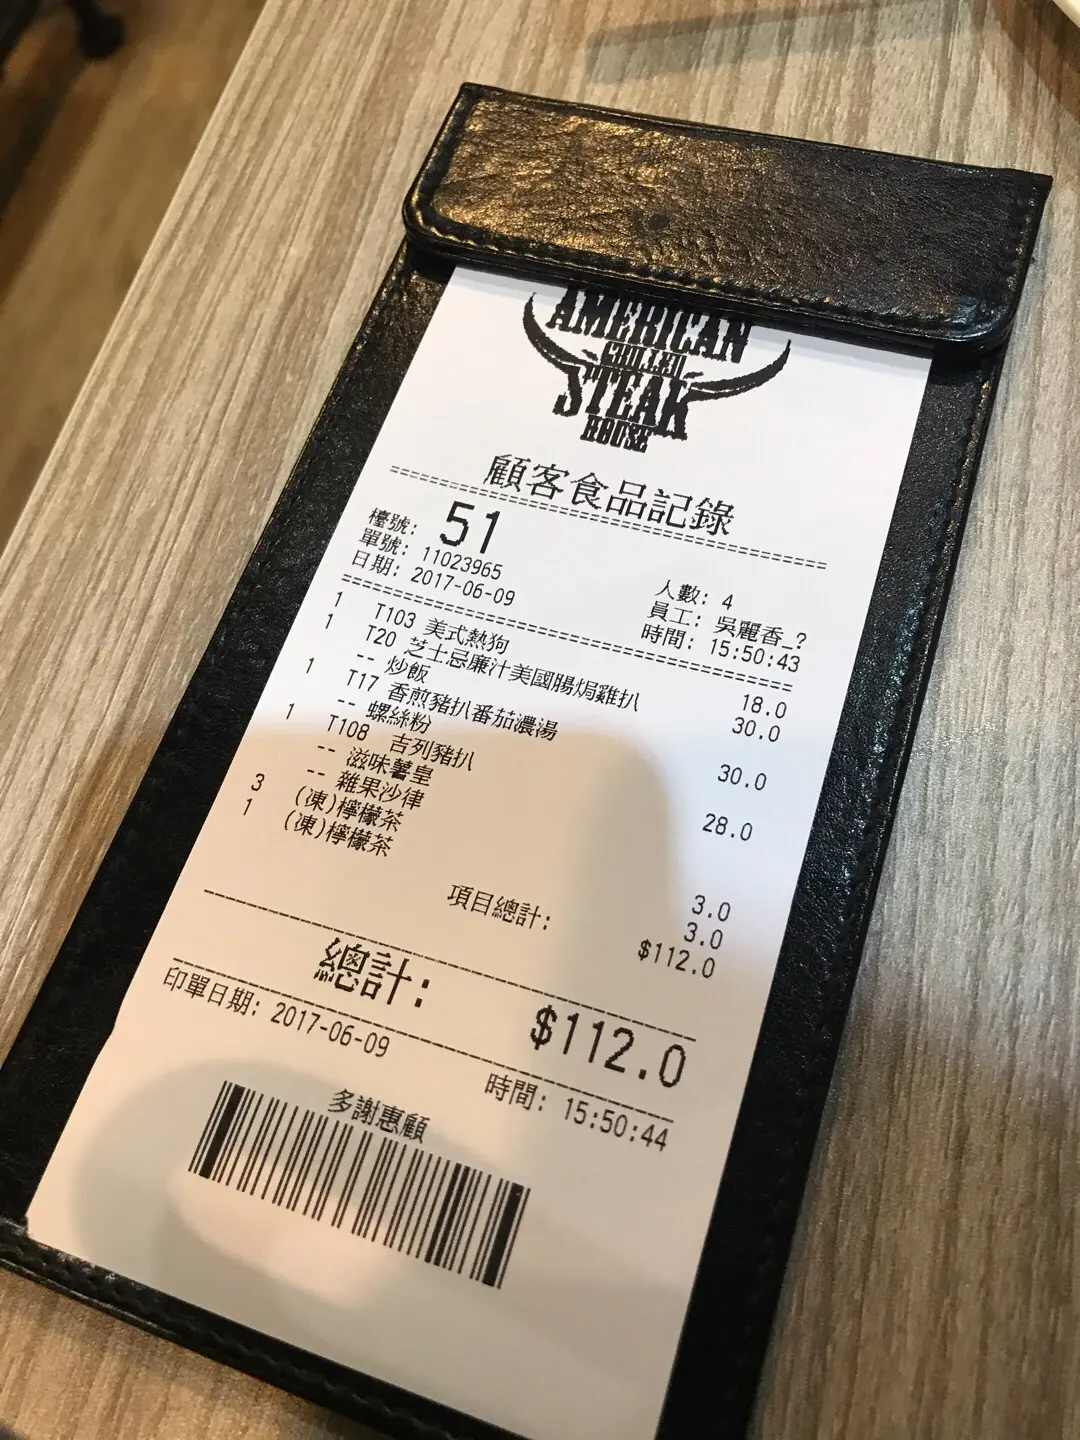 AMERICAN
GRILLED
STEAK
HOUSE
顧客食品記錄
檯號: 51 人數: 4
單號: 11023965 員工: 吳麗香_?
日期: 2017-06-09 時間: 15:50:43
1 T103 美式熱狗 18.0
1 T20 芝士忌廉汁美國腸焗雞扒 30.0
-- 炒飯
1 T17 香煎豬扒番茄濃湯 30.0
-- 螺絲粉
1 T108 吉列豬扒 28.0
-- 滋味薯皇
-- 雜果沙律
3 (凍)檸檬茶 3.0
1 (凍)檸檬茶 3.0
項目總計: $112.0
總計: $112.0
印單日期: 2017-06-09 時間: 15:50:44
多謝惠顧